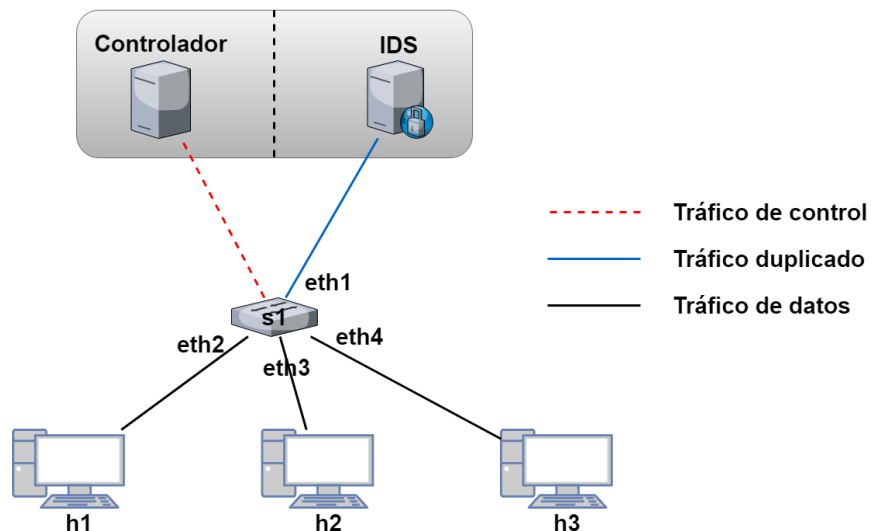 Controlador
IDS
Tráfico de control
Tráfico duplicado
Tráfico de datos
eth1
s1
eth2
eth3
eth4
h1
h2
h3